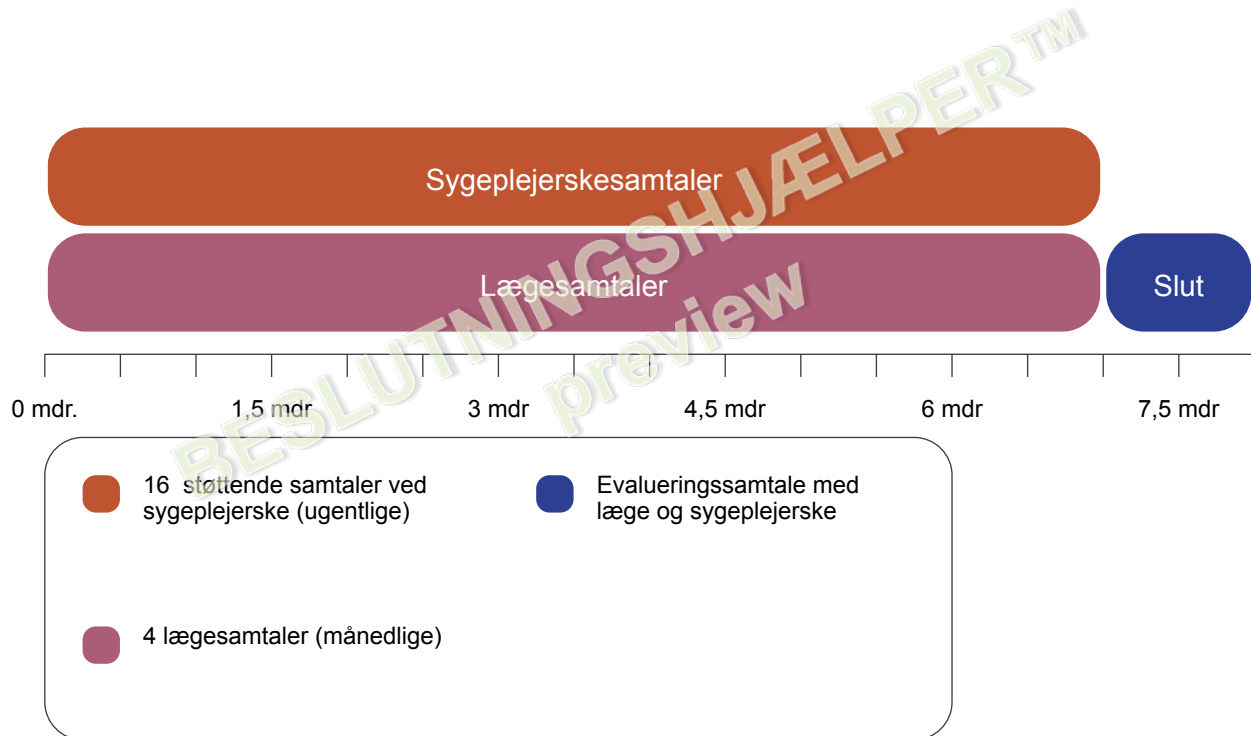 Sygeplejerskesamtaler
Lægesamtaler
Slut
0 mdr.
1,5 mdr
3 mdr
4,5 mdr
6 mdr
7,5 mdr
16 støttende samtaler ved
sygeplejerske (ugentlige)
Evalueringssamtale med
læge og sygeplejerske
4 lægesamtaler (månedlige)
BESLUTNINGSHJÆLPER™
preview